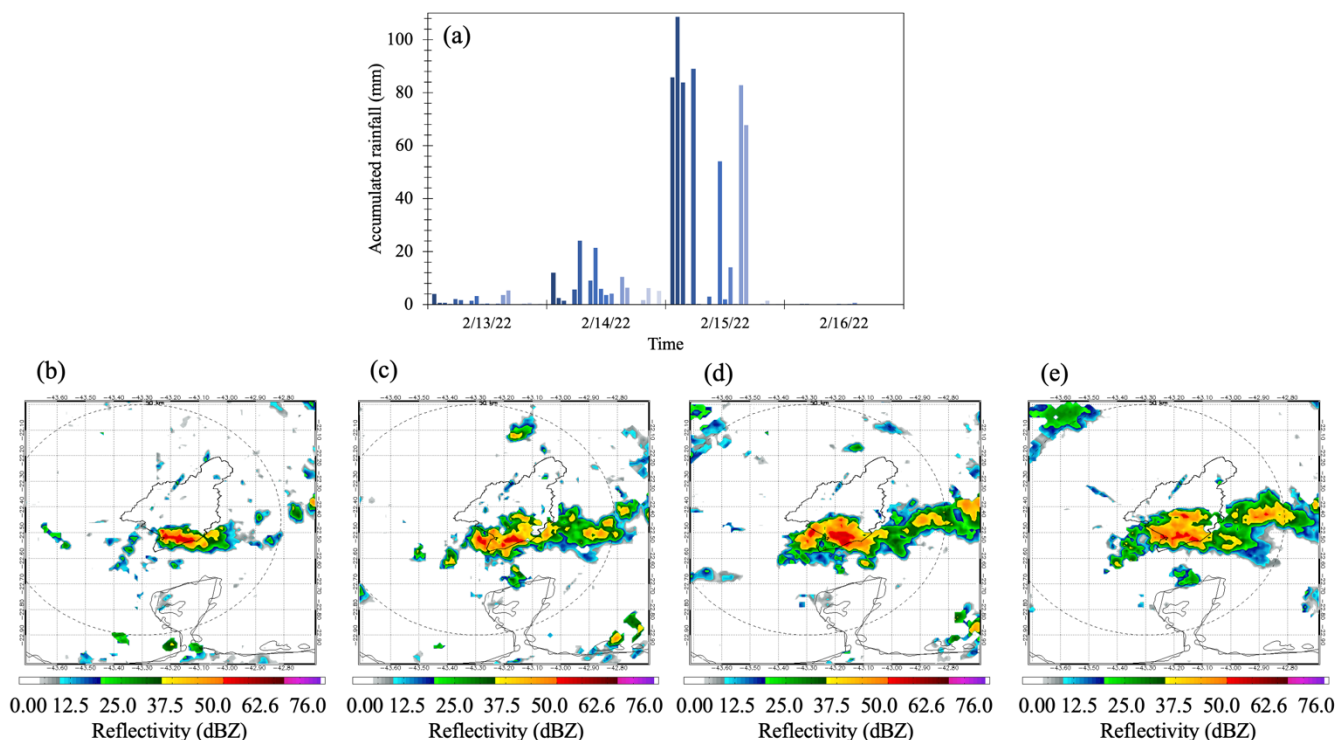 (a)
Accumulated rainfall (mm)
100
80
60
40
20
0
2/13/22
2/14/22
2/15/22
2/16/22
Time
(b)
(c)
(d)
(e)
0.00 12.5 25.0 37.5 50.0 62.6 76.0
Reflectivity (dBZ)
0.00 12.5 25.0 37.5 50.0 62.6 76.0
Reflectivity (dBZ)
0.00 12.5 25.0 37.5 50.0 62.6 76.0
Reflectivity (dBZ)
0.00 12.5 25.0 37.5 50.0 62.6 76.0
Reflectivity (dBZ)